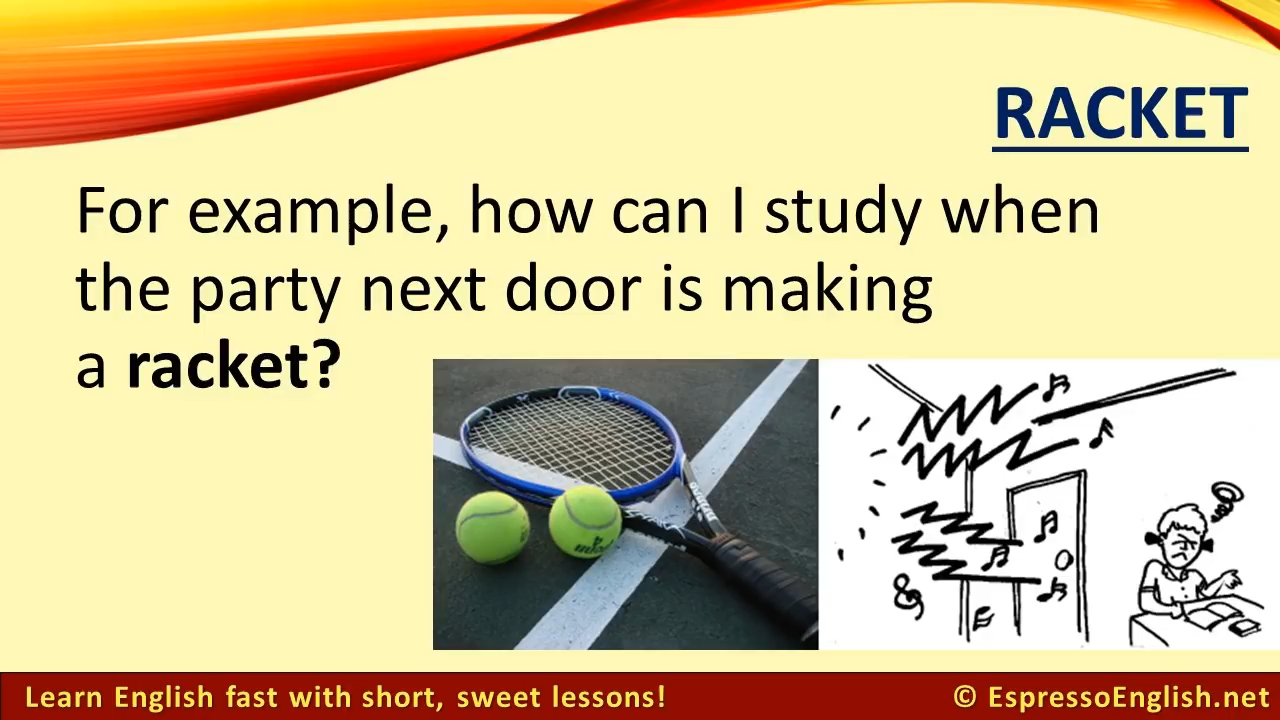 RACKET
For example, how can I study when
the party next door is making
a racket?
Learn English fast with short, sweet lessons!
© EspressoEnglish.net